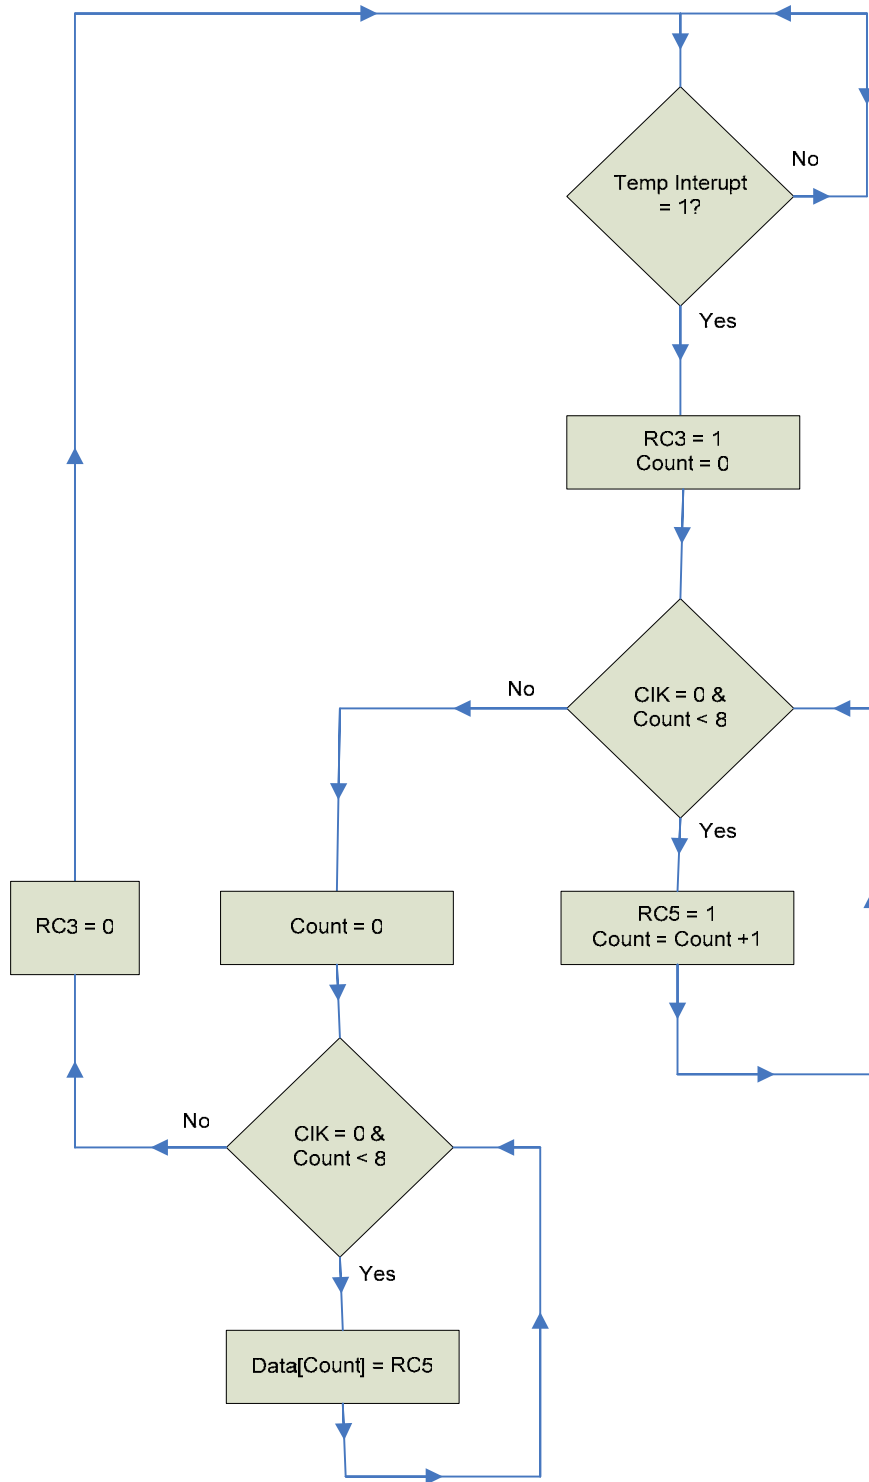 No
Temp Interupt
= 1?
Yes
RC3 = 1
Count = 0
No
ClK = 0 &
Count < 8
Yes
RC3 = 0
Count = 0
RC5 = 1
Count = Count +1
No
ClK = 0 &
Count < 8
Yes
Data[Count] = RC5